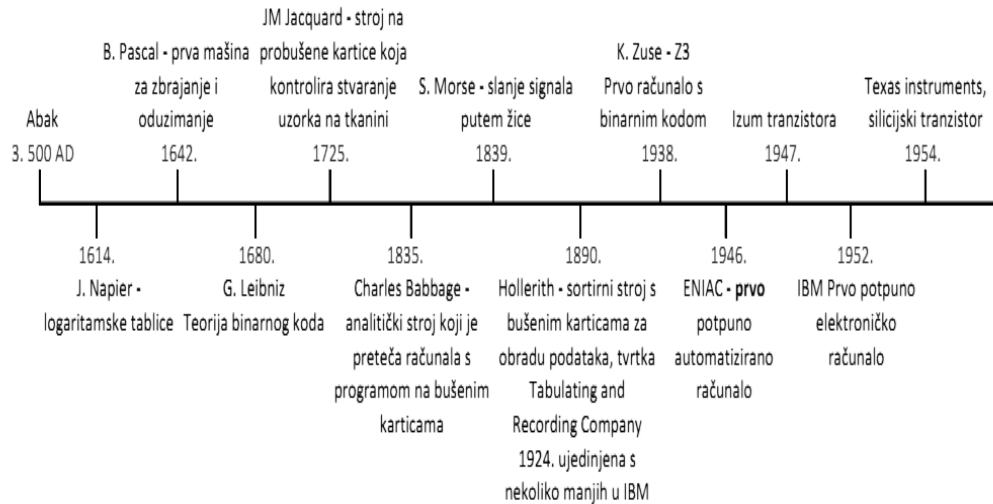 Abak
3. 500 AD
B. Pascal - prva mašina
za zbrajanje i
oduzimanje
1642.
JM Jacquard - stroj na
probušene kartice koja
kontrolira stvaranje
uzorka na tkanini
1725.
S. Morse - slanje signala
putem žice
1839.
K. Zuse - Z3
Prvo računalo s
binarnim kodom
1938.
Izum tranzistora
1947.
Texas instruments,
silicijski tranzistor
1954.
1614.
J. Napier -
logaritamske tablice
1680.
G. Leibniz
Teorija binarnog koda
1835.
Charles Babbage -
analitički stroj koji je
preteča računala s
programom na bušenim
karticama
1890.
Hollerith - sortirni stroj s
bušenim karticama za
obradu podataka, tvrtka
Tabulating and
Recording Company
1924. ujedinjena s
nekoliko manjih u IBM
1946.
ENIAC - prvo
potpuno
automatizirano
računalo
1952.
IBM Prvo potpuno
elektroničko
računalo